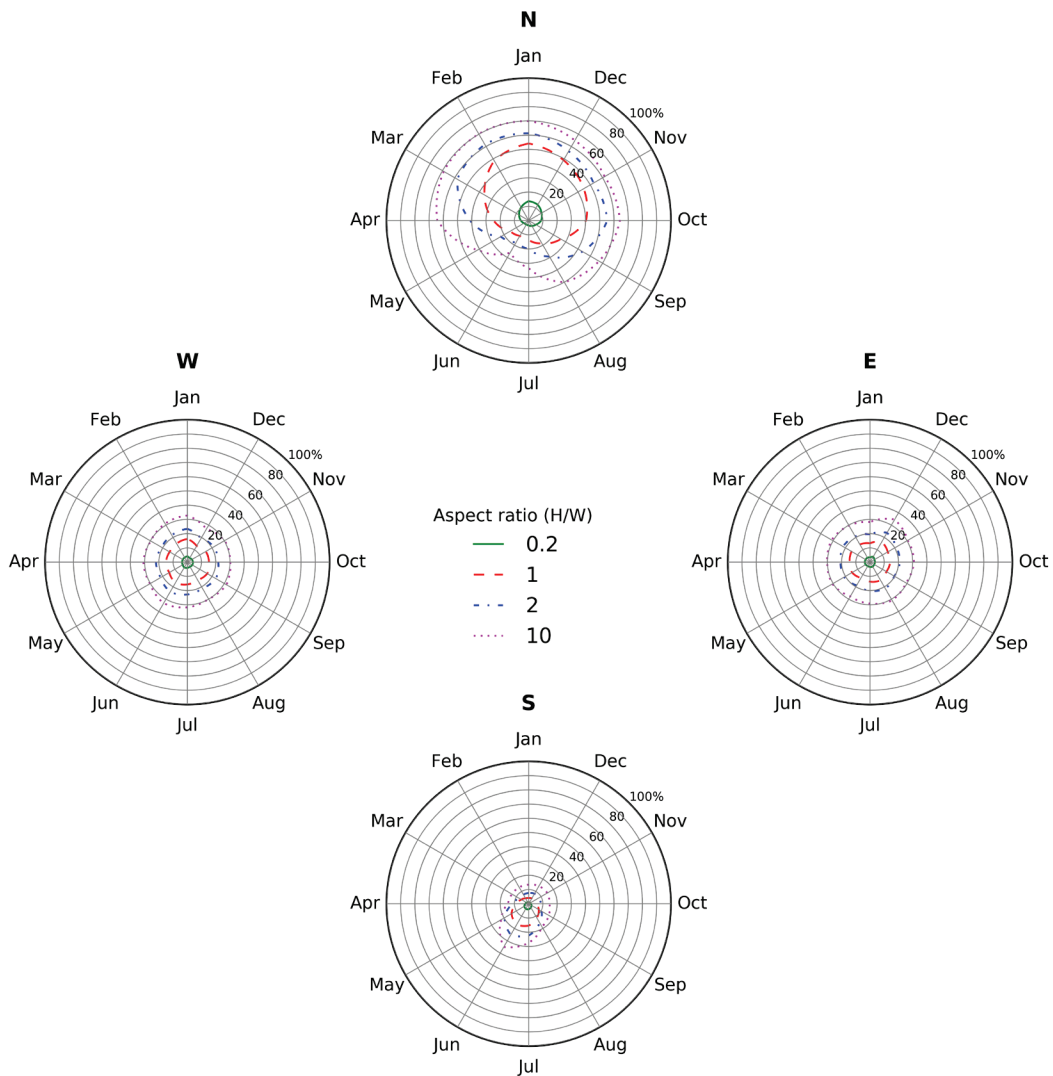 N
Jan
Feb
Dec
100%
Mar
80
Nov
60
40
20
Apr
Oct
May
Sep
Jun
Aug
Jul
W
Jan
Feb
Dec
100%
Mar
80
Nov
60
40
20
Apr
Oct
May
Sep
Jun
Aug
Jul
E
Jan
Feb
Dec
100%
Mar
80
Nov
60
40
20
Apr
Oct
May
Sep
Jun
Aug
Jul
Aspect ratio (H/W)
0.2
1
2
10
S
Jan
Feb
Dec
100%
Mar
80
Nov
60
40
20
Apr
Oct
May
Sep
Jun
Aug
Jul